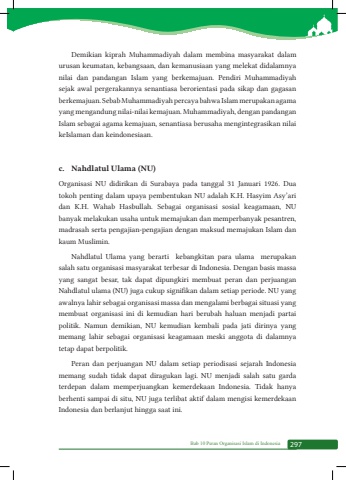 Demikian kiprah Muhammadiyah dalam membina masyarakat dalam
urusan keumatan, kebangsaan, dan kemanusiaan yang melekat didalamnya
nilai dan pandangan Islam yang berkemajuan. Pendiri Muhammadiyah
sejak awal pergerakannya senantiasa berorientasi pada sikap dan gagasan
berkemajuan. Sebab Muhammadiyah percaya bahwa Islam merupakan agama
yang mengandung nilai-nilai kemajuan. Muhammadiyah, dengan pandangan
Islam sebagai agama kemajuan, senantiasa berusaha mengintegrasikan nilai
keIslaman dan keindonesiaan.
c. Nahdlatul Ulama (NU)
Organisasi NU didirikan di Surabaya pada tanggal 31 Januari 1926. Dua
tokoh penting dalam upaya pembentukan NU adalah K.H. Hasyim Asy'ari
dan K.H. Wahab Hasbullah. Sebagai organisasi sosial keagamaan, NU
banyak melakukan usaha untuk memajukan dan memperbanyak pesantren,
madrasah serta pengajian-pengajian dengan maksud memajukan Islam dan
kaum Muslimin.
Nahdlatul Ulama yang berarti kebangkitan para ulama merupakan
salah satu organisasi masyarakat terbesar di Indonesia. Dengan basis massa
yang sangat besar, tak dapat dipungkiri membuat peran dan perjuangan
Nahdlatul ulama (NU) juga cukup signifikan dalam setiap periode. NU yang
awalnya lahir sebagai organisasi massa dan mengalami berbagai situasi yang
membuat organisasi ini di kemudian hari berubah haluan menjadi partai
politik. Namun demikian, NU kemudian kembali pada jati dirinya yang
memang lahir sebagai organisasi keagamaan meski anggota di dalamnya
tetap dapat berpolitik.
Peran dan perjuangan NU dalam setiap periodisasi sejarah Indonesia
memang sudah tidak dapat diragukan lagi. NU menjadi salah satu garda
terdepan dalam memperjuangkan kemerdekaan Indonesia. Tidak hanya
berhenti sampai di situ, NU juga terlibat aktif dalam mengisi kemerdekaan
Indonesia dan berlanjut hingga saat ini.
Bab 10 Peran Organisasi Islam di Indonesia 297